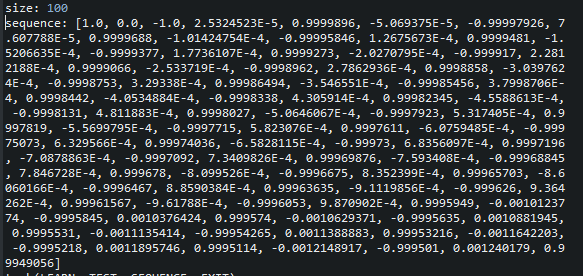 size: 100
sequence: [1.0, 0.0, -1.0, 2.5324523E-5, 0.9999896, -5.069375E-5, -0.99997926, 7
.607788E-5, 0.9999688, -1.01424754E-4, -0.99995846, 1.2675673E-4, 0.9999481, -1.
5206635E-4, -0.9999377, 1.7736107E-4, 0.9999273, -2.0270795E-4, -0.999917, 2.281
2188E-4, 0.9999066, -2.533719E-4, -0.9998962, 2.7862936E-4, 0.9998858, -3.039762
4E-4, -0.9998753, 3.29338E-4, 0.99986494, -3.546551E-4, -0.99985456, 3.7998706E-
4, 0.9998442, -4.0534884E-4, -0.9998338, 4.305914E-4, 0.99982345, -4.5588613E-4,
-0.9998131, 4.811883E-4, 0.9998027, -5.0646067E-4, -0.9997923, 5.317405E-4, 0.9
997819, -5.5699795E-4, -0.9997715, 5.823076E-4, 0.9997611, -6.0759485E-4, -0.999
75073, 6.329566E-4, 0.99974036, -6.5828115E-4, -0.99973, 6.8356097E-4, 0.9997196
, -7.0878863E-4, -0.9997092, 7.3409826E-4, 0.99969876, -7.593408E-4, -0.99968845
, 7.846728E-4, 0.999678, -8.099526E-4, -0.9996675, 8.352399E-4, 0.99965703, -8.6
060166E-4, -0.9996467, 8.8590384E-4, 0.99963635, -9.1119856E-4, -0.999626, 9.364
262E-4, 0.99961567, -9.61788E-4, -0.9996053, 9.870902E-4, 0.9995949, -0.00101237
74, -0.9995845, 0.0010376424, 0.999574, -0.0010629371, -0.9995635, 0.0010881945,
0.9995531, -0.0011135414, -0.99954265, 0.0011388883, 0.99953216, -0.0011642203,
-0.9995218, 0.0011895746, 0.9995114, -0.0012148917, -0.999501, 0.001240179, 0.9
9949056]